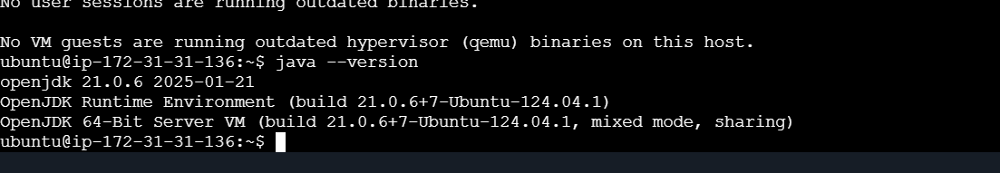 No user sessions are running outdated binaries.
No VM guests are running outdated hypervisor (qemu) binaries on this host.
ubuntu@ip-172-31-31-136:~$ java --version
openjdk 21.0.6 2025-01-21
OpenJDK Runtime Environment (build 21.0.6+7-Ubuntu-124.04.1)
OpenJDK 64-Bit Server VM (build 21.0.6+7-Ubuntu-124.04.1, mixed mode, sharing)
ubuntu@ip-172-31-31-136:~$